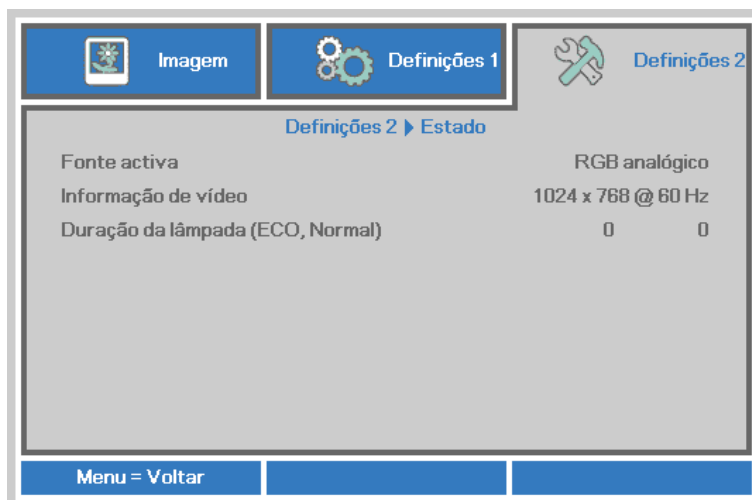 Imagem
Definições 1
Definições 2
Definições 2 ▶ Estado
Fonte activa RGB analógico
Informação de vídeo 1024 x 768 @ 60 Hz
Duração da lâmpada (ECO, Normal) 0 0
Menu = Voltar